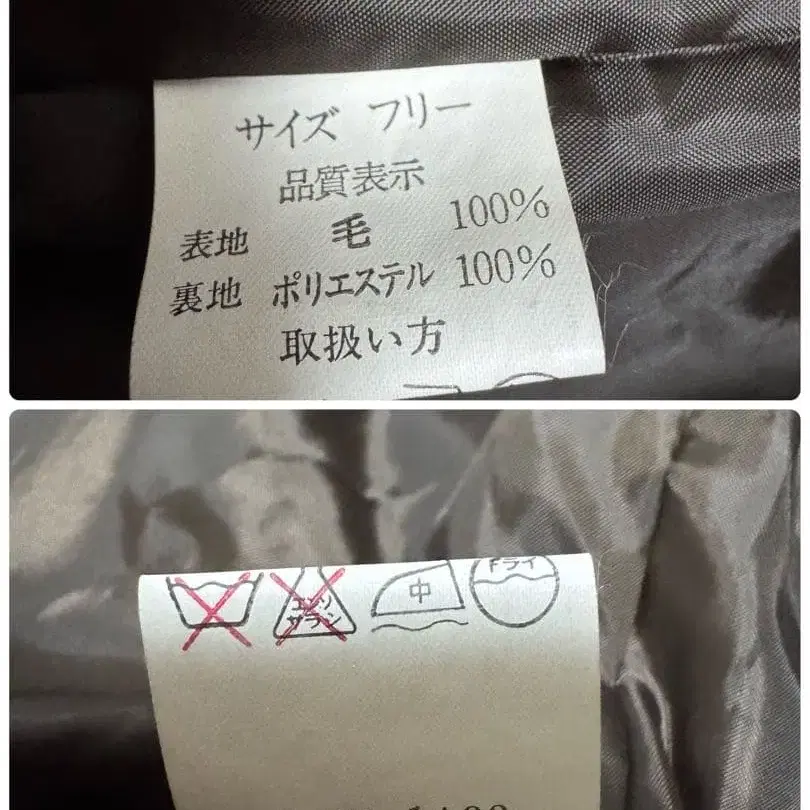 サイズ フリー
品質表示
表地 毛 100%
裏地 ポリエステル 100%
取扱い方
エンソ
サラシ
中
ドライ